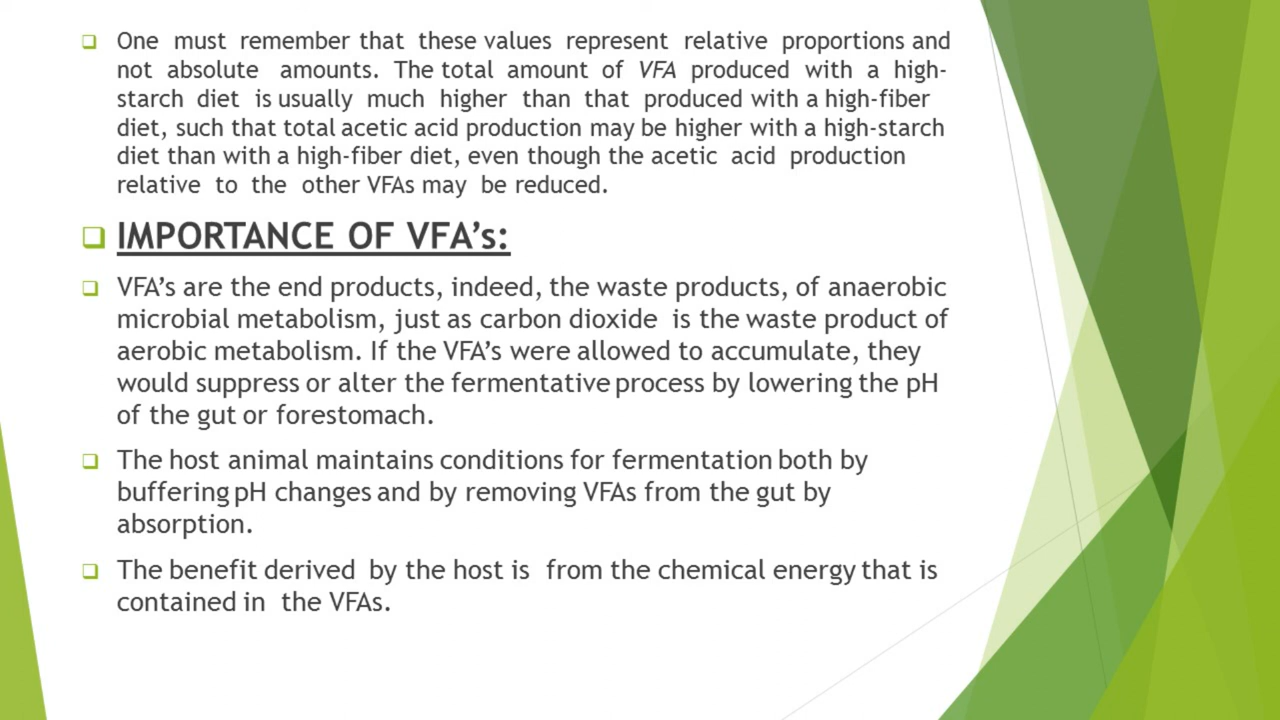 One must remember that these values represent relative proportions and
not absolute amounts. The total amount of VFA produced with a high-
starch diet is usually much higher than that produced with a high-fiber
diet, such that total acetic acid production may be higher with a high-starch
diet than with a high-fiber diet, even though the acetic acid production
relative to the other VFAs may be reduced.
IMPORTANCE OF VFA’s:
VFA’s are the end products, indeed, the waste products, of anaerobic
microbial metabolism, just as carbon dioxide is the waste product of
aerobic metabolism. If the VFA’s were allowed to accumulate, they
would suppress or alter the fermentative process by lowering the pH
of the gut or forestomach.
The host animal maintains conditions for fermentation both by
buffering pH changes and by removing VFAs from the gut by
absorption.
The benefit derived by the host is from the chemical energy that is
contained in the VFAs.